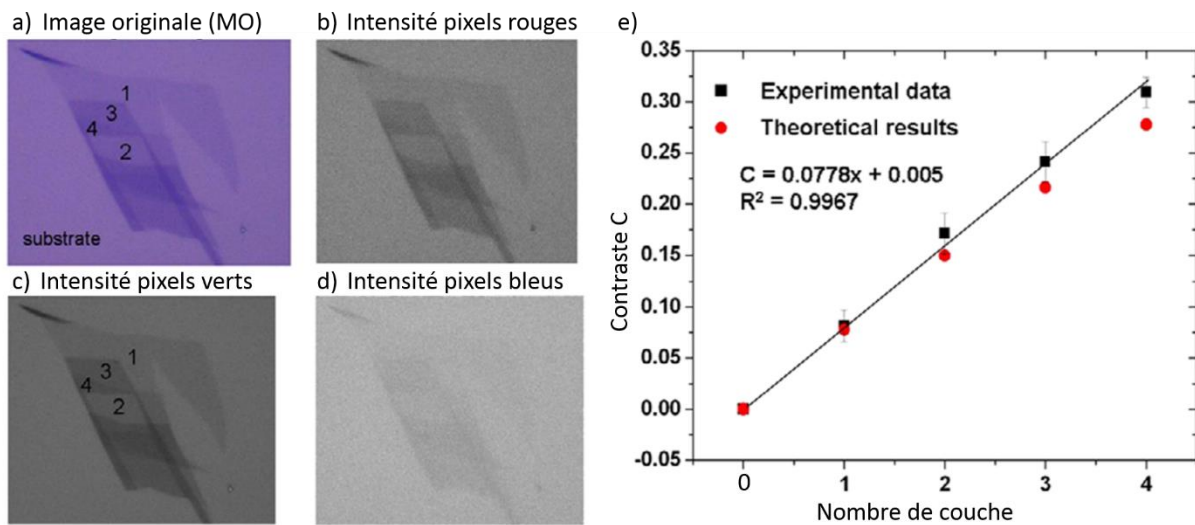 a) Image originale (MO)
1
3
4
2
substrate
b) Intensité pixels rouges
c) Intensité pixels verts
1
3
4
2
d) Intensité pixels bleus
e)
0.35
0.30
0.25
0.20
0.15
0.10
0.05
0.00
-0.05
Contraste C
Experimental data
Theoretical results
C = 0.0778x + 0.005
R² = 0.9967
0 1 2 3 4
Nombre de couche